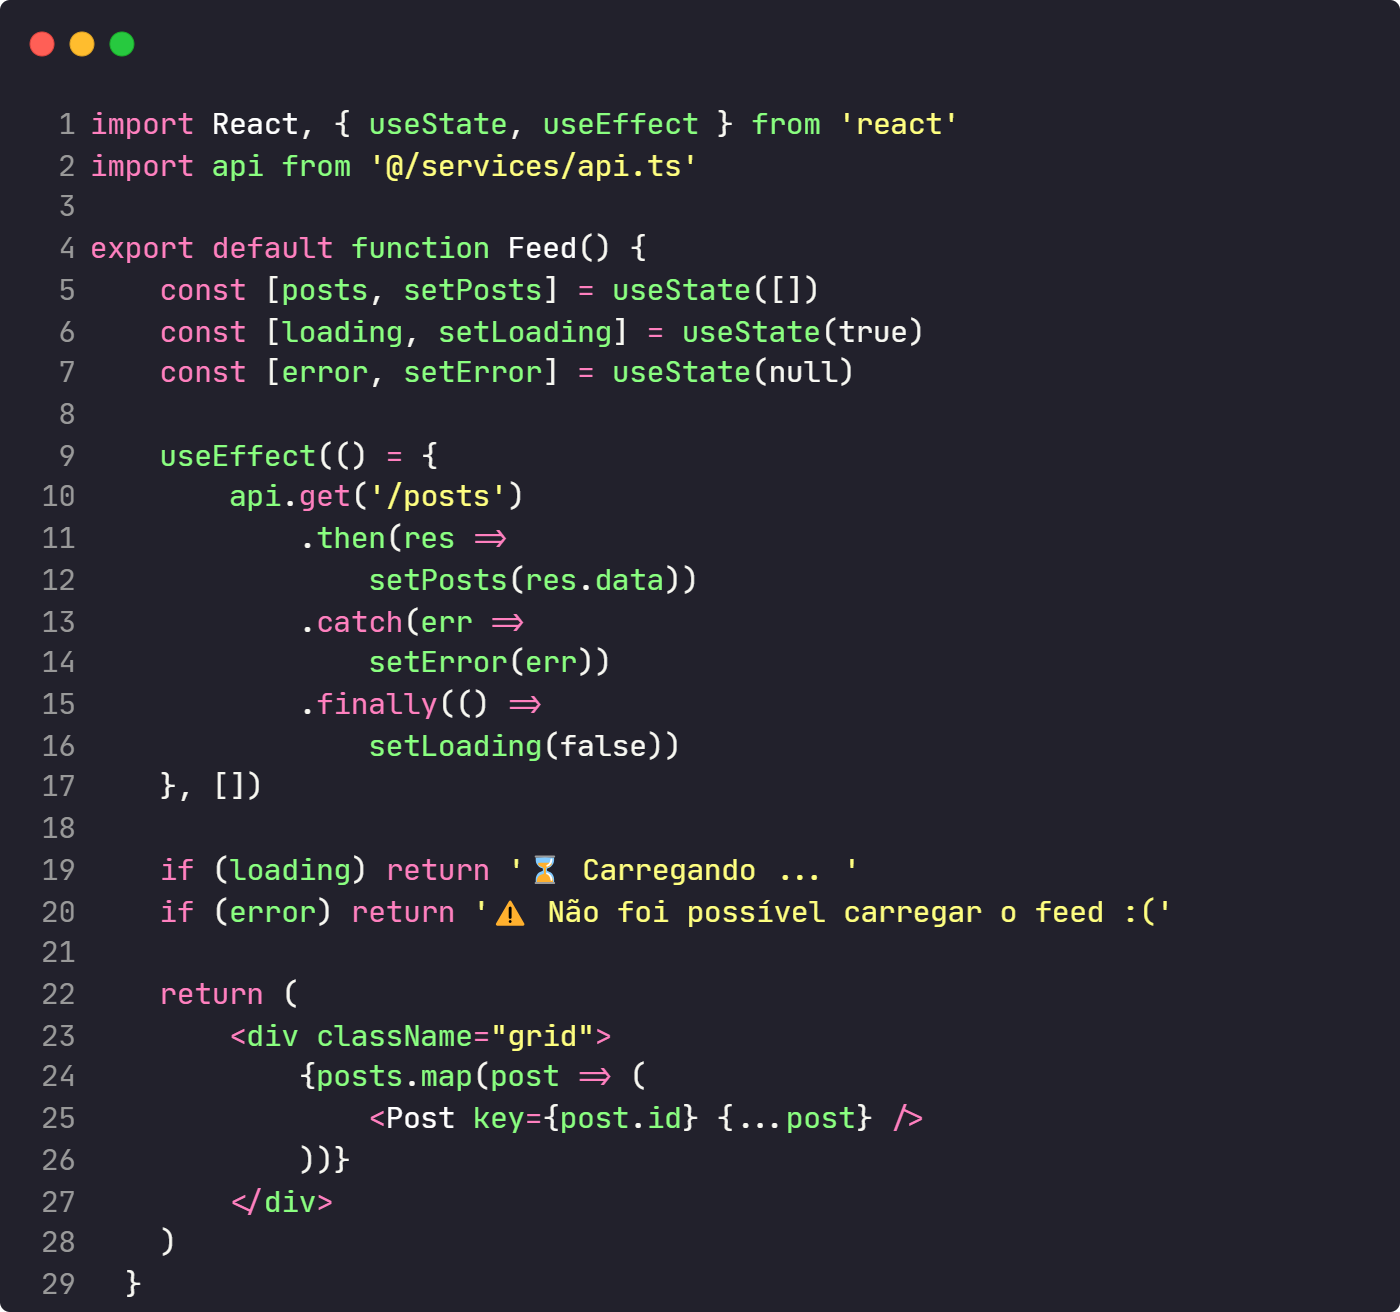 1 import React, { useState, useEffect } from 'react'
2 import api from '@/services/api.ts'
3
4 export default function Feed() {
5     const [posts, setPosts] = useState([])
6     const [loading, setLoading] = useState(true)
7     const [error, setError] = useState(null)
8
9     useEffect(() = {
10         api.get('/posts')
11             .then(res =>
12                 setPosts(res.data))
13             .catch(err =>
14                 setError(err))
15             .finally(() =>
16                 setLoading(false))
17     }, [])
18
19     if (loading) return '⏳ Carregando ... '
20     if (error) return '⚠️ Não foi possível carregar o feed :('
21
22     return (
23         <div className="grid">
24             {posts.map(post => (
25                 <Post key={post.id} {...post} />
26             ))}
27         </div>
28     )
29   }